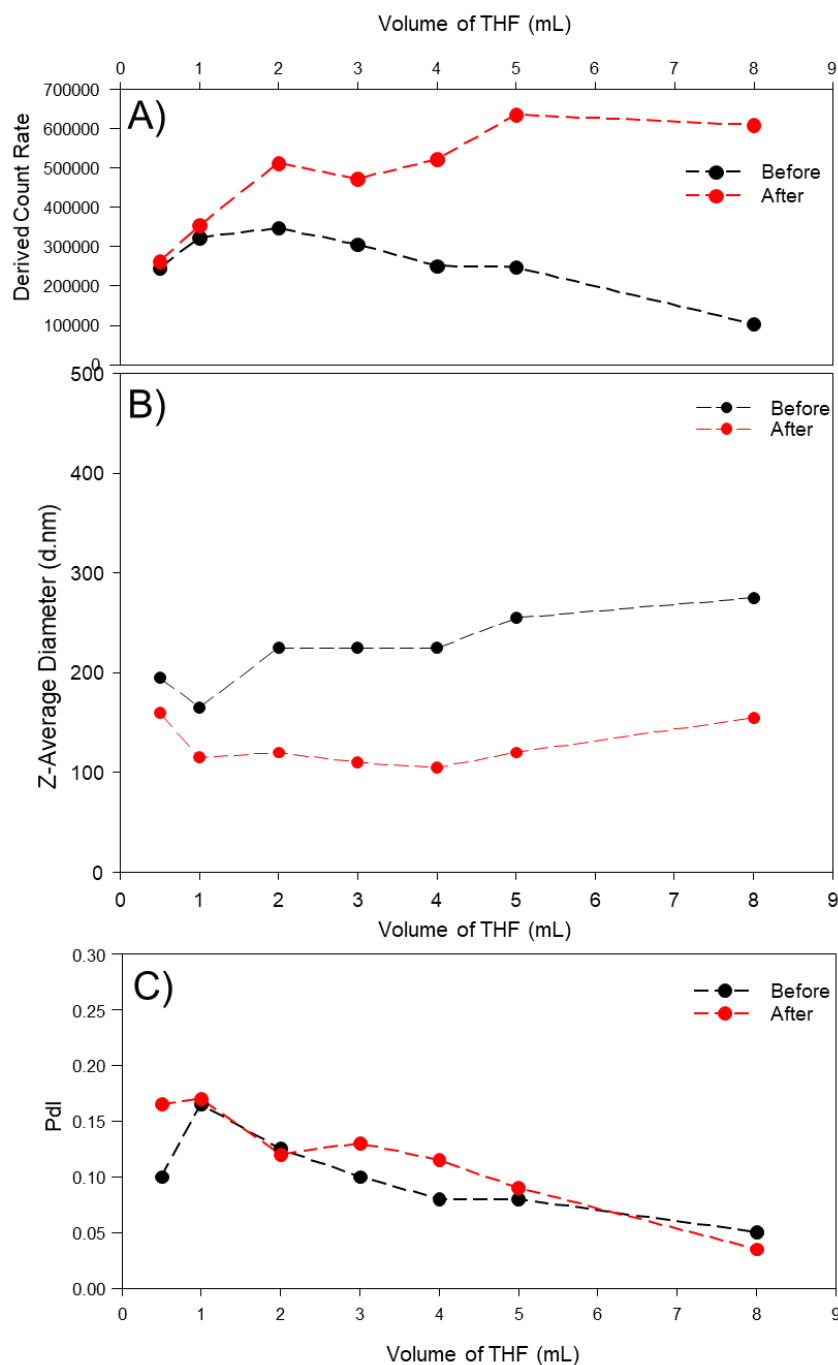 Volume of THF (mL)
0 1 2 3 4 5 6 7 8 9
A)
Derived Count Rate
700000
600000
500000
400000
300000
200000
100000
0
Before
After
B)
Z-Average Diameter (d.nm)
500
400
300
200
100
0
Before
After
0 1 2 3 4 5 6 7 8 9
Volume of THF (mL)
C)
PdI
0.30
0.25
0.20
0.15
0.10
0.05
0.00
Before
After
0 1 2 3 4 5 6 7 8 9
Volume of THF (mL)